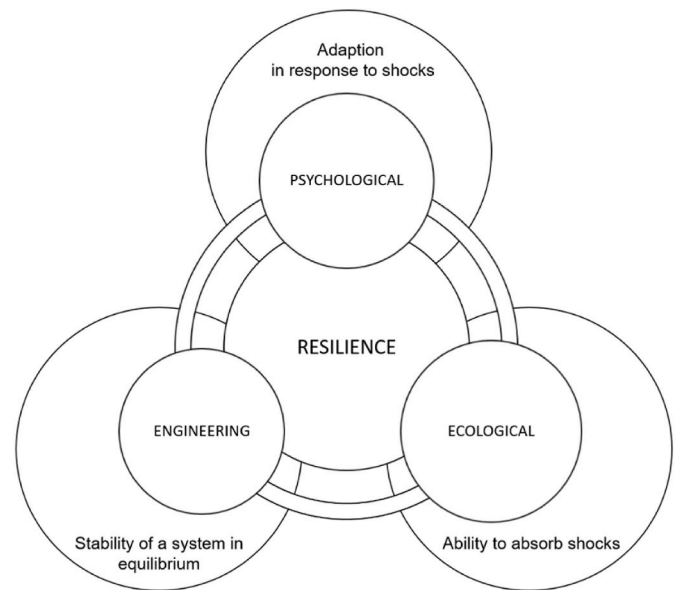 Adaption
in response to shocks
PSYCHOLOGICAL
RESILIENCE
ENGINEERING
ECOLOGICAL
Stability of a system in
equilibrium
Ability to absorb shocks